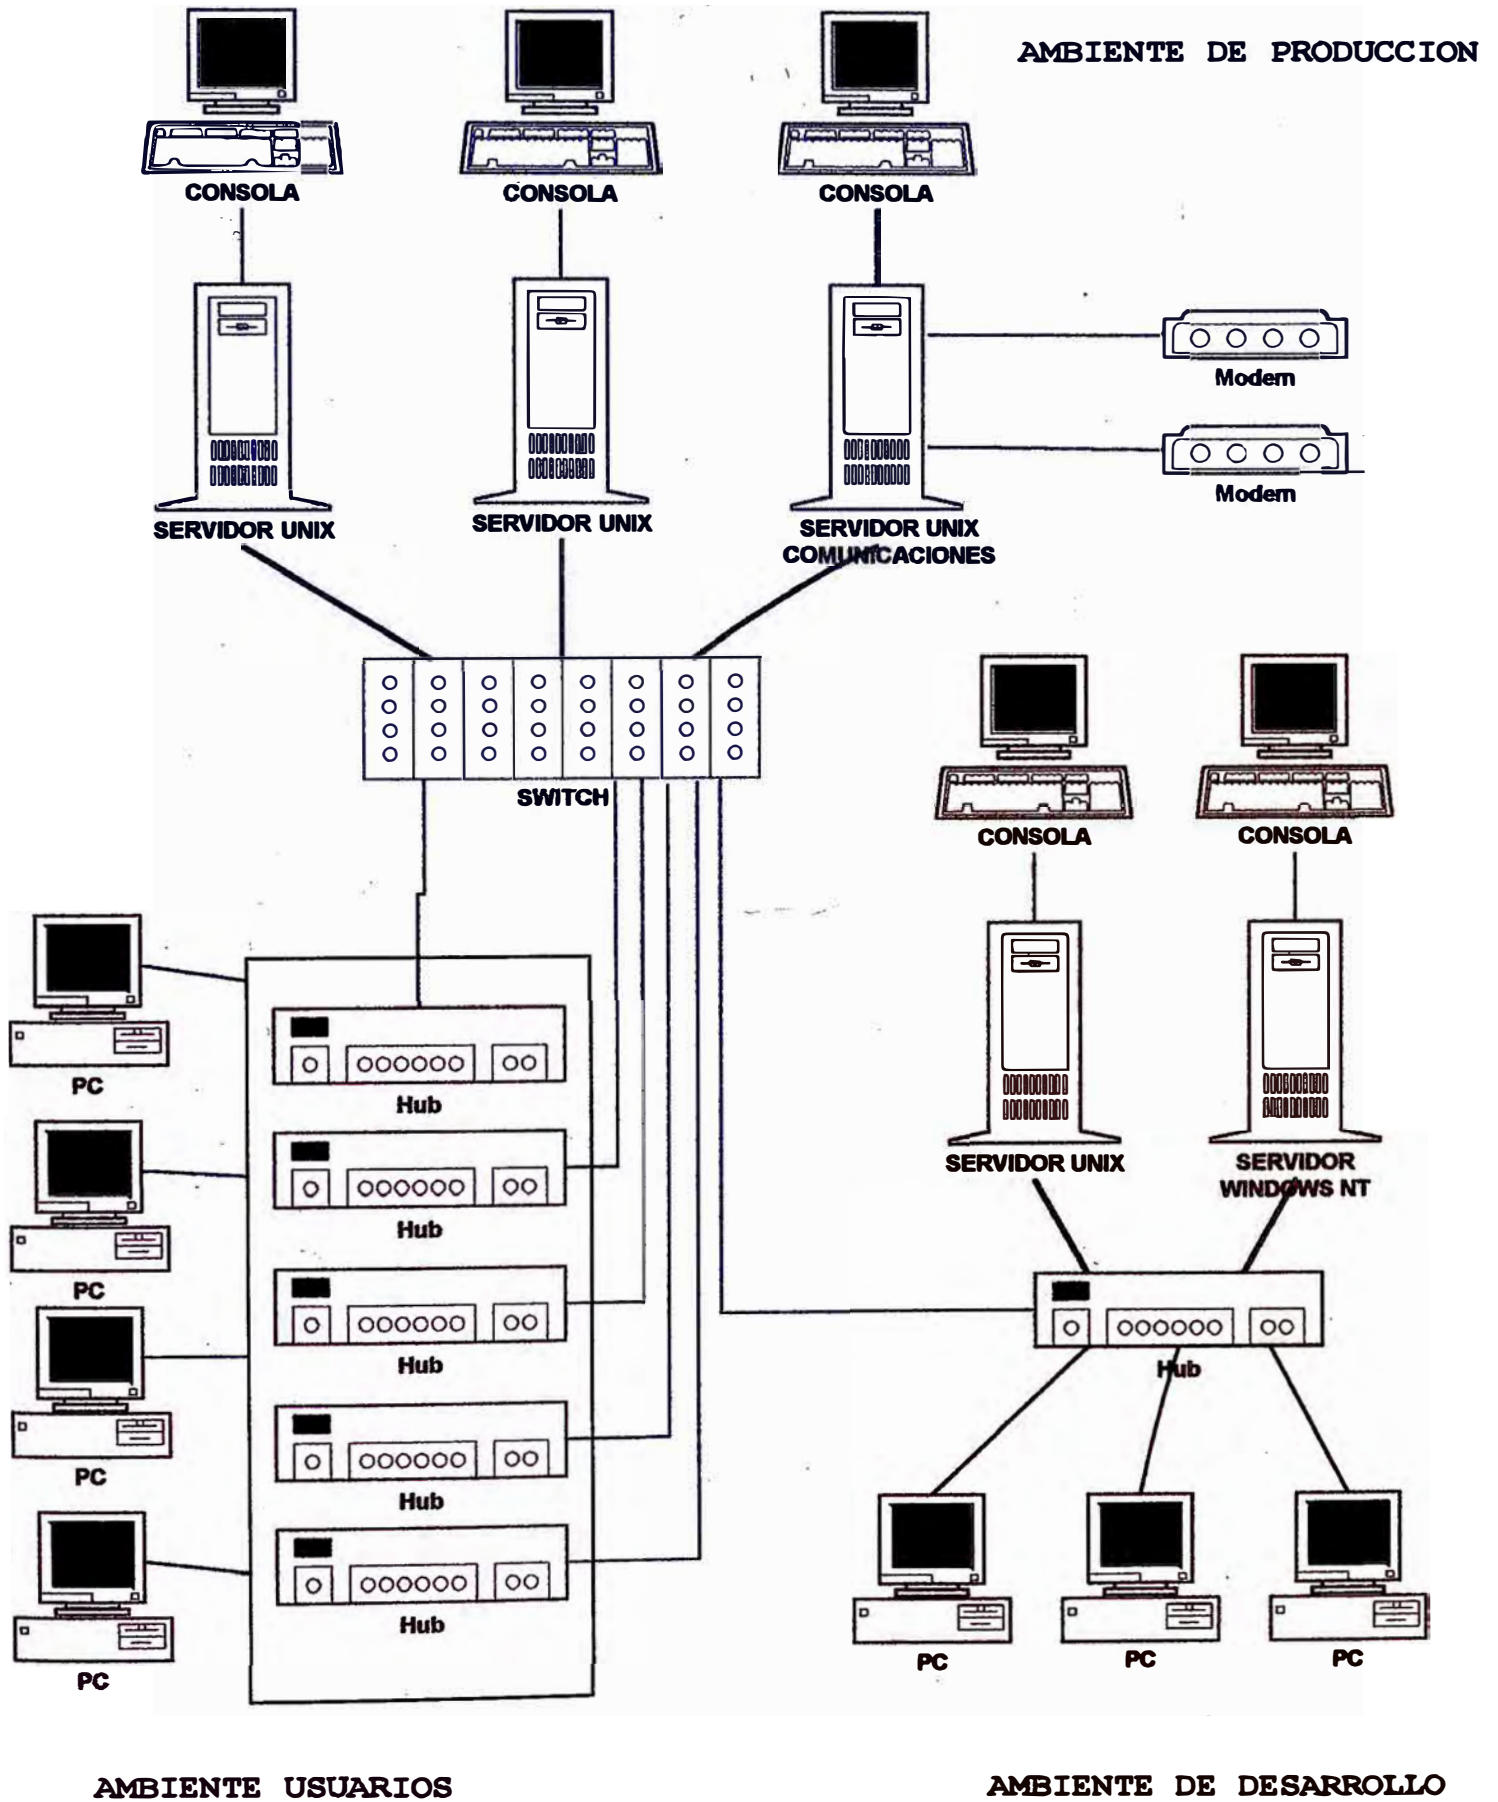 AMBIENTE DE PRODUCCION
CONSOLA
CONSOLA
CONSOLA
Modem
Modem
SERVIDOR UNIX
SERVIDOR UNIX
SERVIDOR UNIX
COMUNICACIONES
SWITCH
CONSOLA
CONSOLA
PC
Hub
PC
Hub
PC
Hub
PC
Hub
Hub
SERVIDOR UNIX
SERVIDOR
WINDOWS NT
Hub
PC
PC
PC
AMBIENTE USUARIOS
AMBIENTE DE DESARROLLO